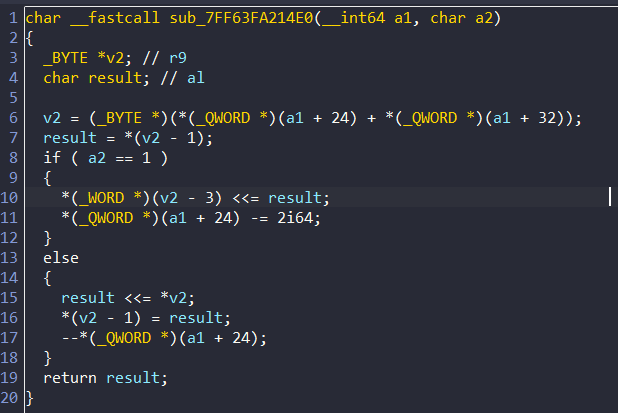 1 char __fastcall sub_7FF63FA214E0(__int64 a1, char a2)
2 {
3   _BYTE *v2; // r9
4   char result; // al
5
6   v2 = (_BYTE *)(*(_QWORD *)(a1 + 24) + *(_QWORD *)(a1 + 32));
7   result = *(v2 - 1);
8   if ( a2 == 1 )
9   {
10     *(_WORD *)(v2 - 3) <<= result;
11     *(_QWORD *)(a1 + 24) -= 2i64;
12   }
13   else
14   {
15     result <<= *v2;
16     *(v2 - 1) = result;
17     --*(_QWORD *)(a1 + 24);
18   }
19   return result;
20 }